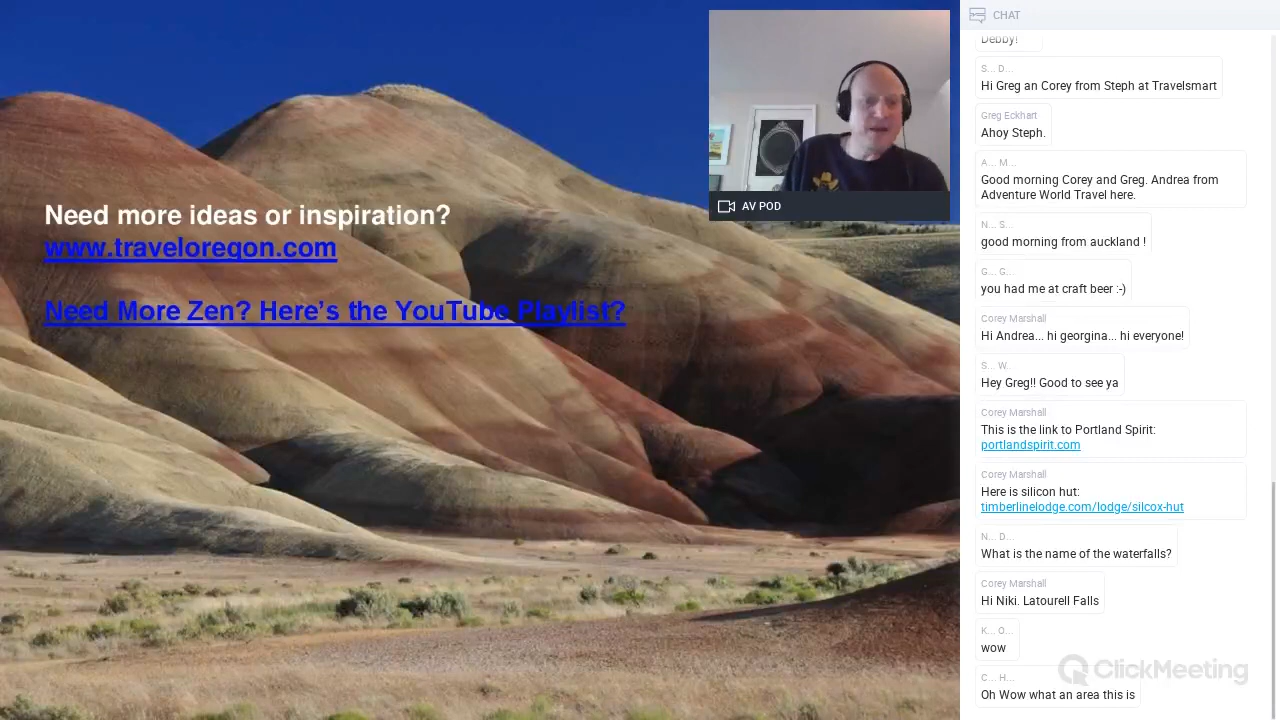 Need more ideas or inspiration?
www.traveloregon.com
Need More Zen? Here's the YouTube Playlist?
AV POD
CHAT
Debby!
S... D...
Hi Greg an Corey from Steph at Travelsmart
Greg Eckhart
Ahoy Steph.
A... M...
Good morning Corey and Greg. Andrea from
Adventure World Travel here.
N... S...
good morning from auckland !
G... G...
you had me at craft beer :-)
Corey Marshall
Hi Andrea... hi georgina... hi everyone!
S... W..
Hey Greg!! Good to see ya
Corey Marshall
This is the link to Portland Spirit:
portlandspirit.com
Corey Marshall
Here is silicon hut:
timberlinelodge.com/lodge/silcox-hut
N... D...
What is the name of the waterfalls?
Corey Marshall
Hi Niki. Latourell Falls
K... O...
wow
C... H...
Oh Wow what an area this is
ClickMeeting